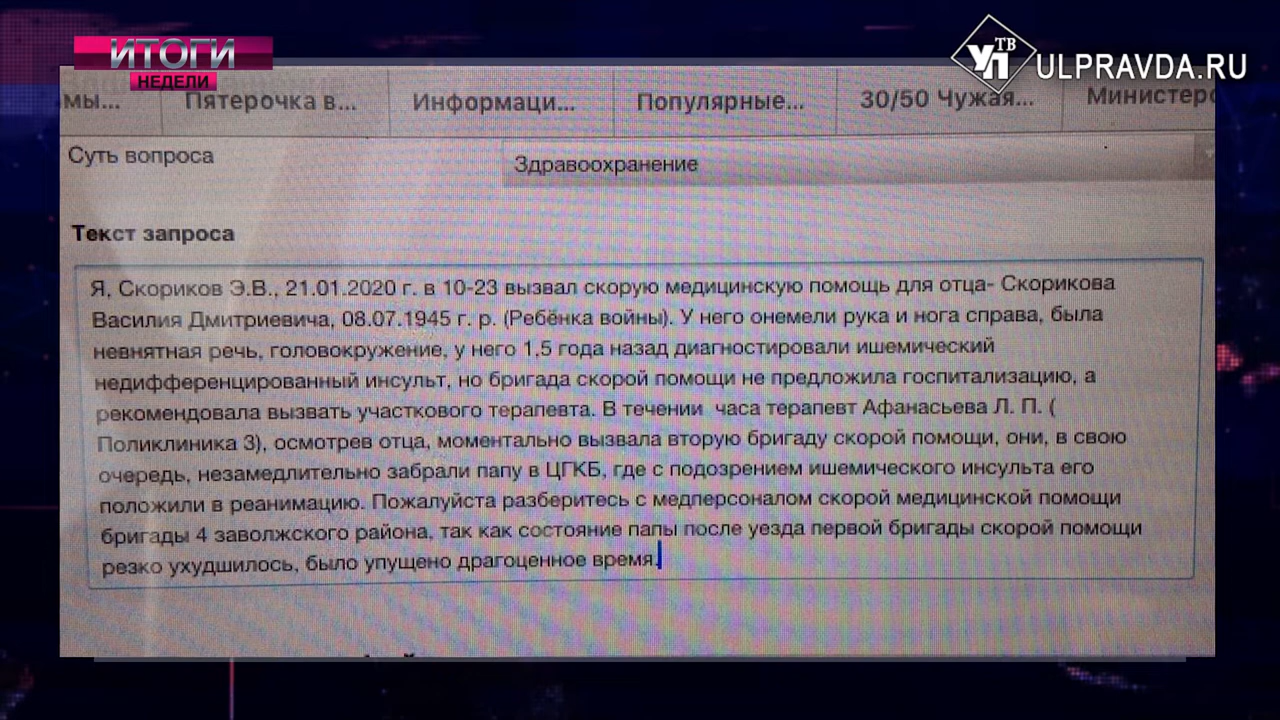 ИТОГИ
НЕДЕЛИ
УП ТВ ULPRAVDA.RU
мы... Пятерочка в... Информаци... Популярные... 30/50 Чужая... Министерс
Суть вопроса Здравоохранение
Текст запроса
Я, Скориков Э.В., 21.01.2020 г. в 10-23 вызвал скорую медицинскую помощь для отца- Скорикова
Василия Дмитриевича, 08.07.1945 г. р. (Ребёнка войны). У него онемели рука и нога справа, была
невнятная речь, головокружение, у него 1,5 года назад диагностировали ишемический
недифференцированный инсульт, но бригада скорой помощи не предложила госпитализацию, а
рекомендовала вызвать участкового терапевта. В течении часа терапевт Афанасьева Л. П. (
Поликлиника 3), осмотрев отца, моментально вызвала вторую бригаду скорой помощи, они, в свою
очередь, незамедлительно забрали папу в ЦГКБ, где с подозрением ишемического инсульта его
положили в реанимацию. Пожалуйста разберитесь с медперсоналом скорой медицинской помощи
бригады 4 заволжского района, так как состояние папы после уезда первой бригады скорой помощи
резко ухудшилось, было упущено драгоценное время.